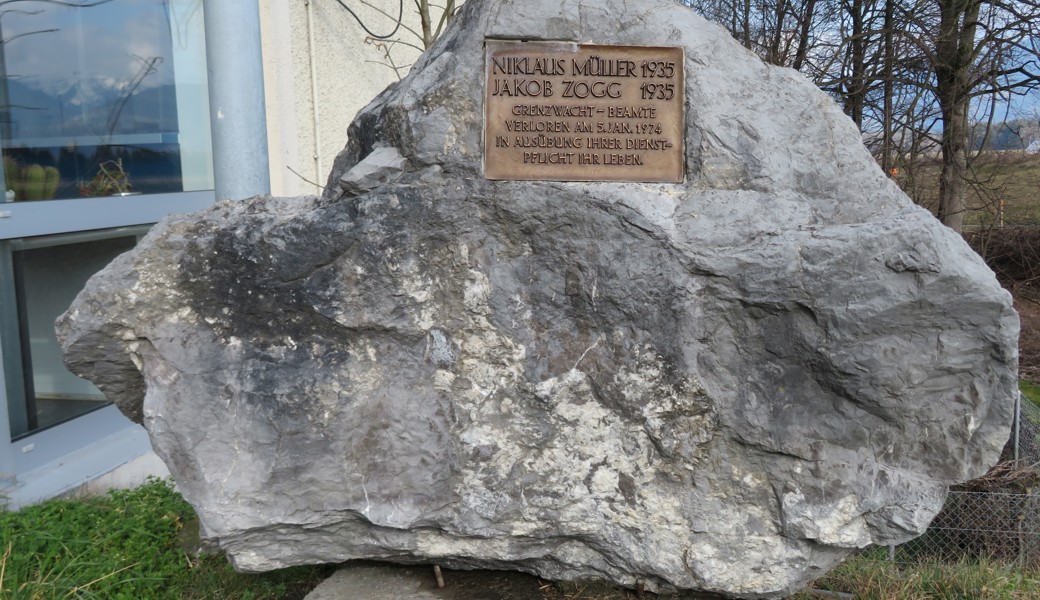 NIKLAUS MÜLLER 1935
JAKOB ZOGG 1935
GRENZWACHT - BEAMTE
VERLOREN AM 5. JAN. 1974
IN AUSÜBUNG IHRER DIENST-
PFLICHT IHR LEBEN.